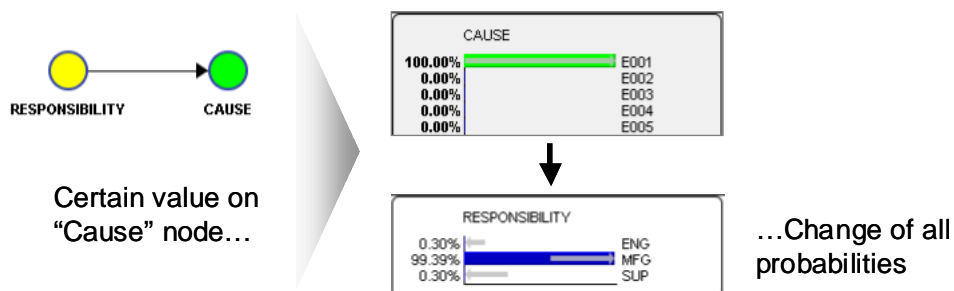 RESPONSIBILITY CAUSE
Certain value on
“Cause” node…
CAUSE
100.00% E001
0.00% E002
0.00% E003
0.00% E004
0.00% E005
RESPONSIBILITY
0.30% ENG
99.39% MFG
0.30% SUP
…Change of all
probabilities